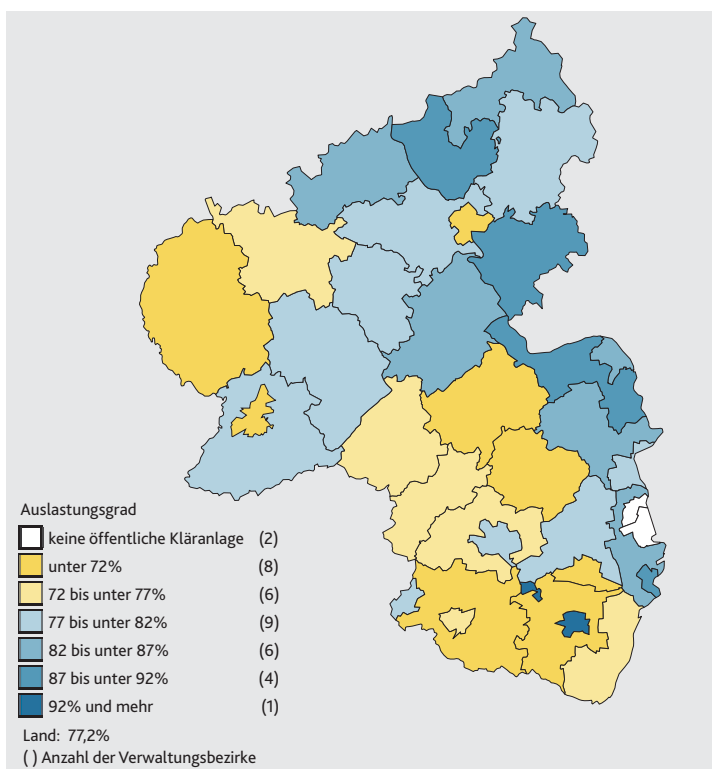 Auslastungsgrad
keine öffentliche Kläranlage (2)
unter 72% (8)
72 bis unter 77% (6)
77 bis unter 82% (9)
82 bis unter 87% (6)
87 bis unter 92% (4)
92% und mehr (1)
Land: 77,2%
( ) Anzahl der Verwaltungsbezirke